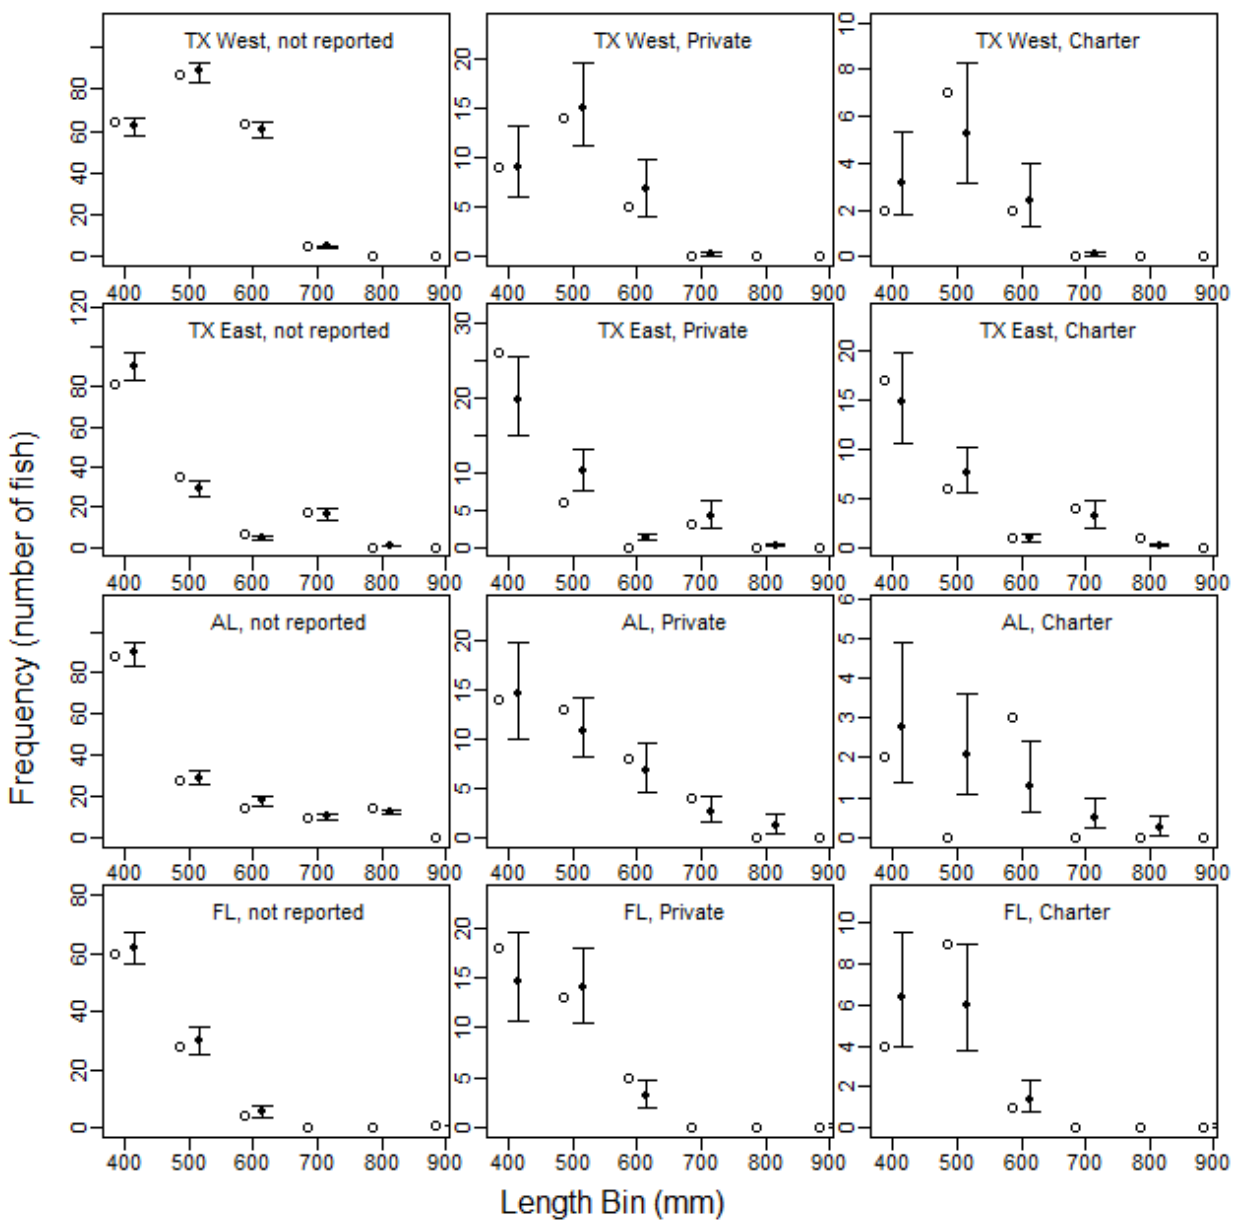 TX West, not reported
TX West, Private
TX West, Charter
0 20 40 60 80
0 5 10 15 20
0 2 4 6 8 10
400 500 600 700 800 900
400 500 600 700 800 900
400 500 600 700 800 900
TX East, not reported
TX East, Private
TX East, Charter
0 20 40 60 80 120
0 5 10 20 30
0 5 10 15 20
400 500 600 700 800 900
400 500 600 700 800 900
400 500 600 700 800 900
AL, not reported
AL, Private
AL, Charter
0 20 40 60 80
0 5 10 15 20
0 1 2 3 4 5 6
400 500 600 700 800 900
400 500 600 700 800 900
400 500 600 700 800 900
FL, not reported
FL, Private
FL, Charter
0 20 40 60 80
0 5 10 15 20
0 2 4 6 8 10
400 500 600 700 800 900
400 500 600 700 800 900
400 500 600 700 800 900
Frequency (number of fish)
Length Bin (mm)